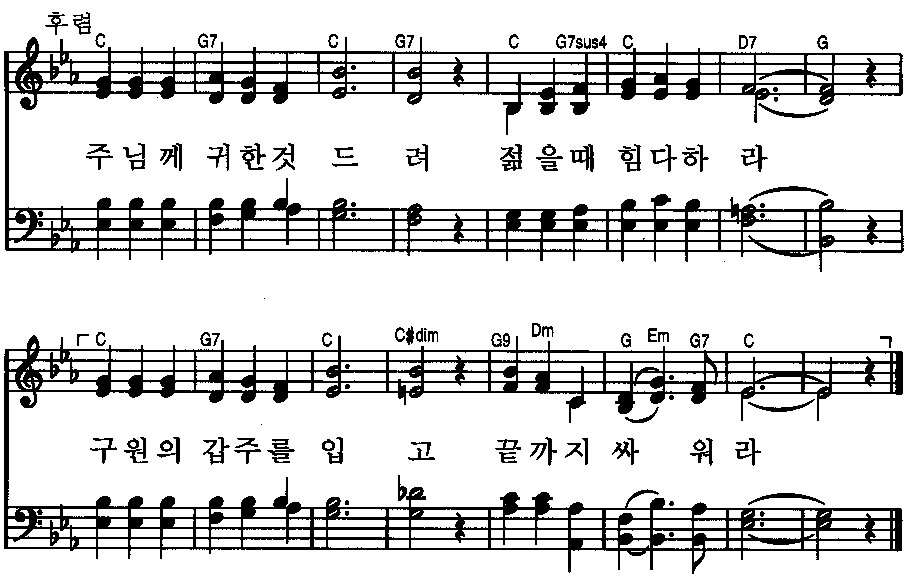 후렴
C G7 C G7 C G7sus4 C D7 G
주님께 귀한것 드 려 젊을때 힘다하 라
C G7 C C#dim G9 Dm G Em G7 C
구원의 갑주를 입 고 끝까지 싸 워라